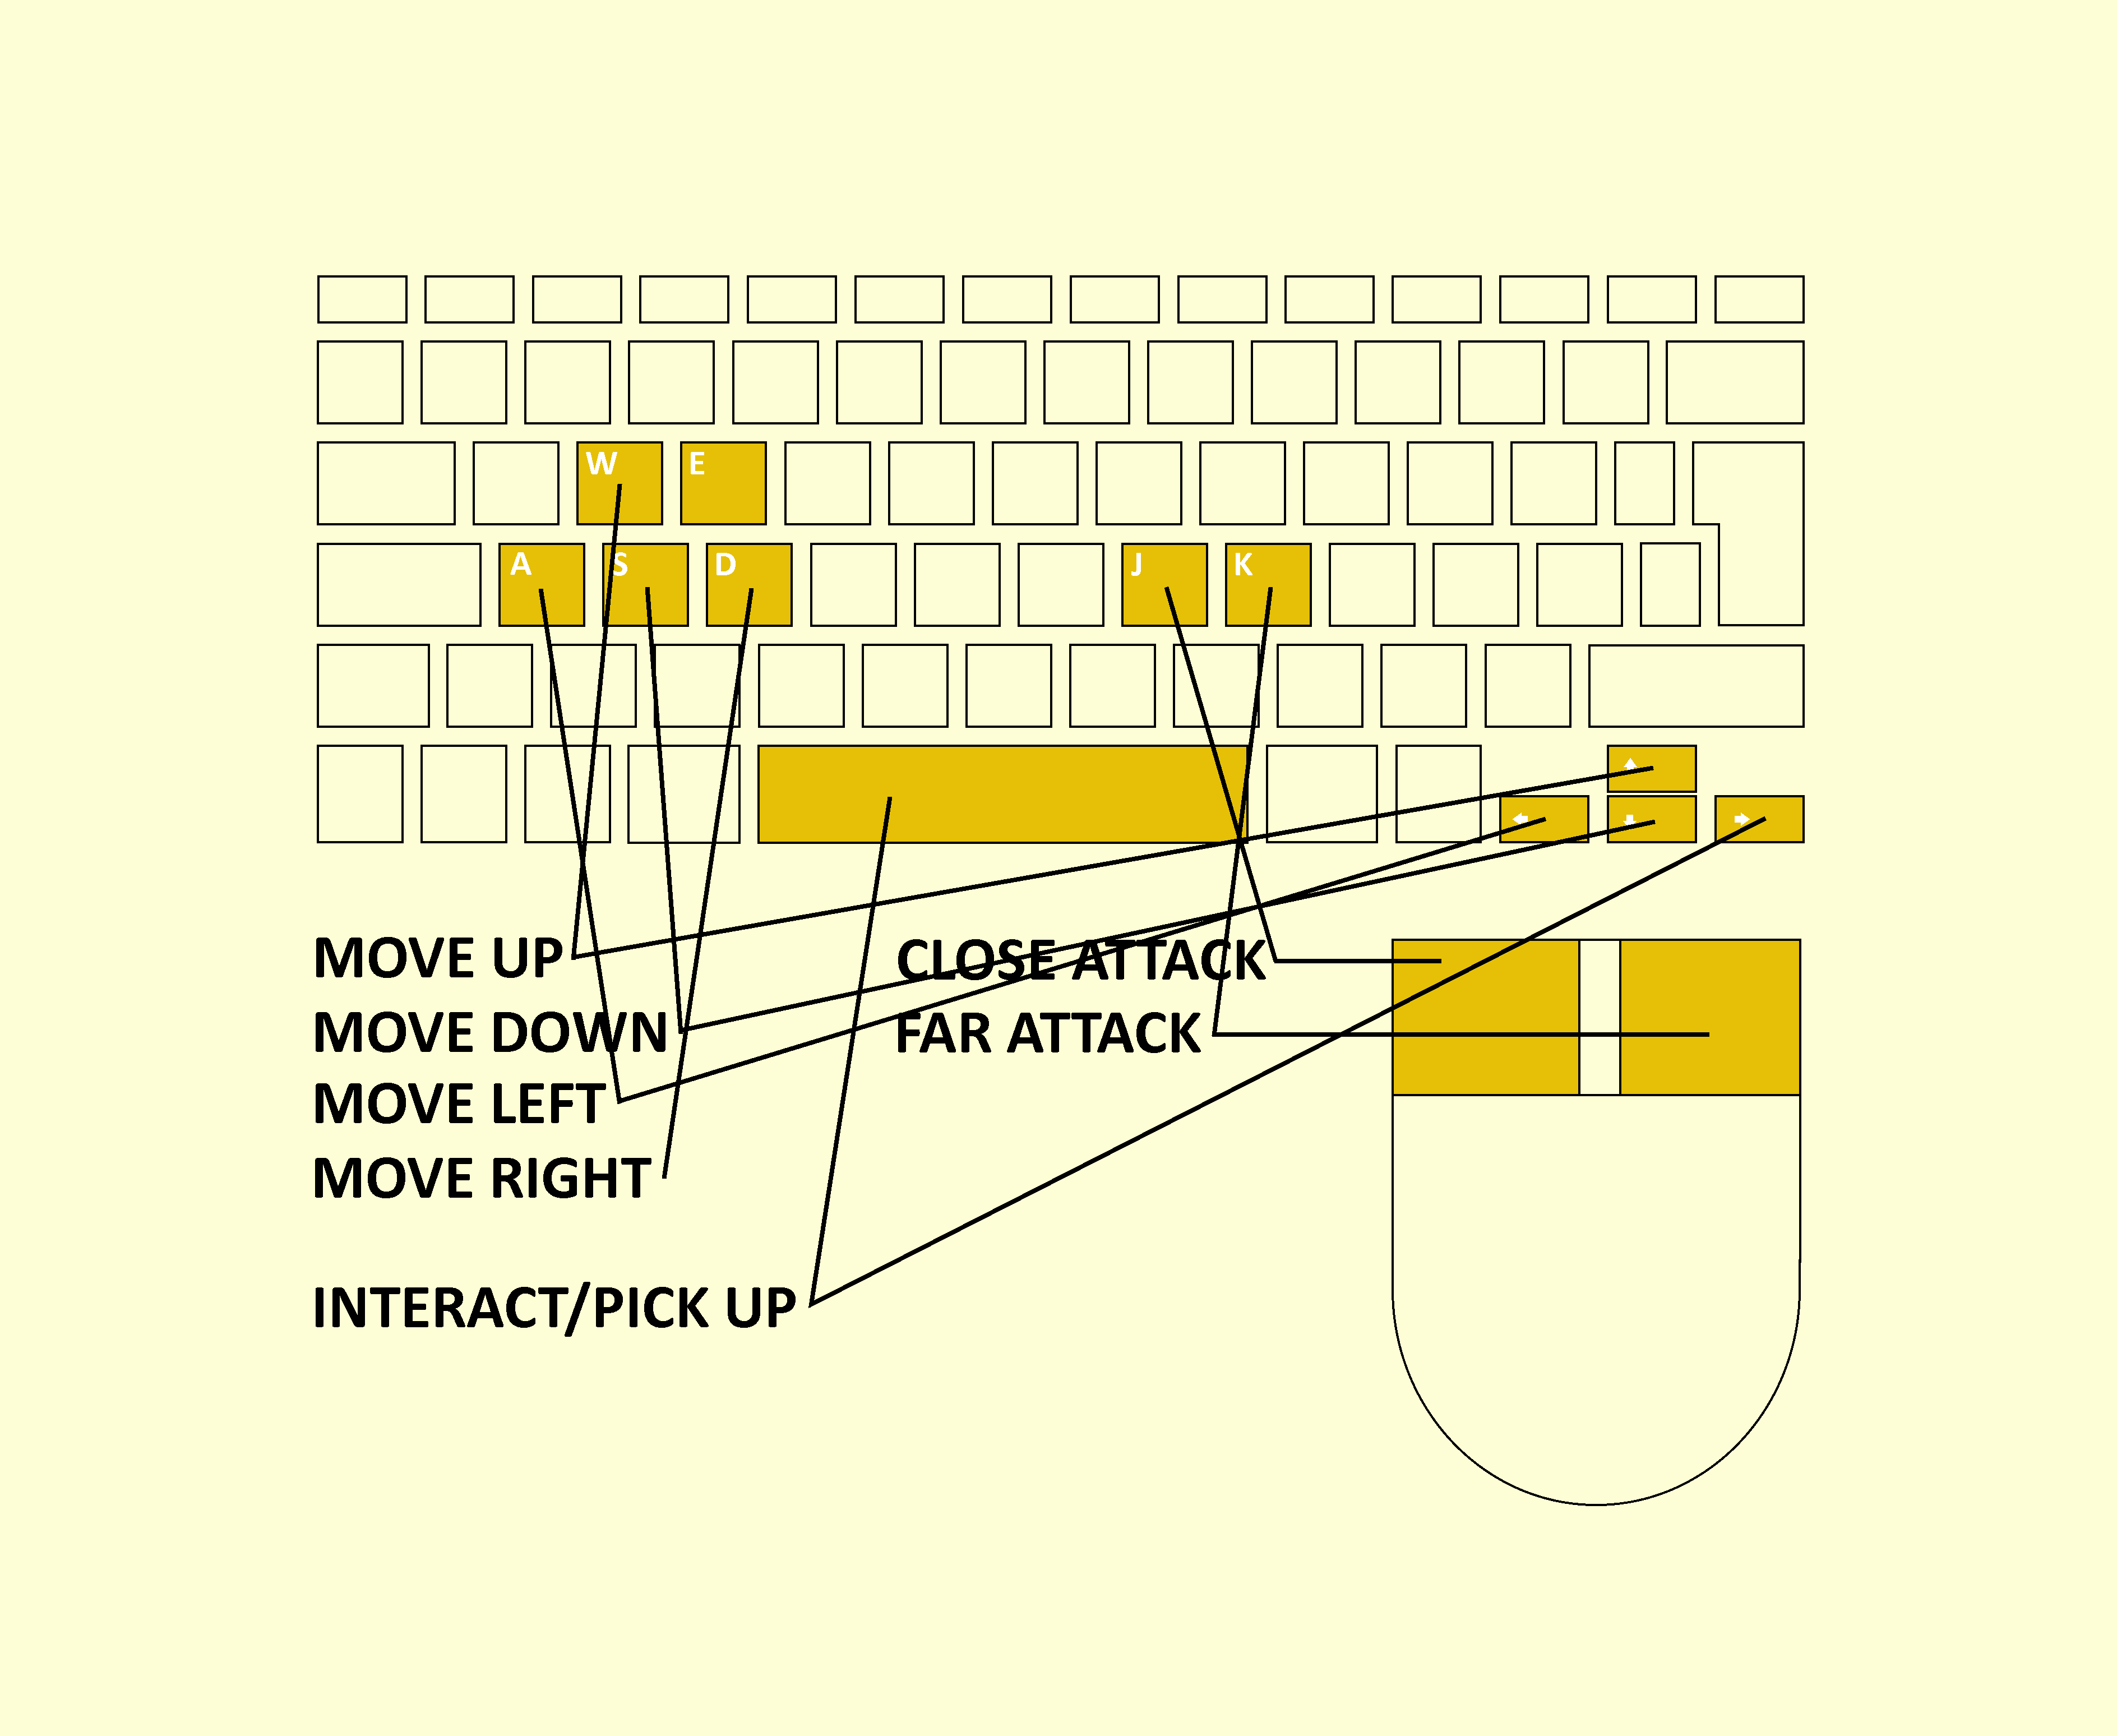 W E
A S D J K
MOVE UP
CLOSE ATTACK
MOVE DOWN
FAR ATTACK
MOVE LEFT
MOVE RIGHT
INTERACT/PICK UP